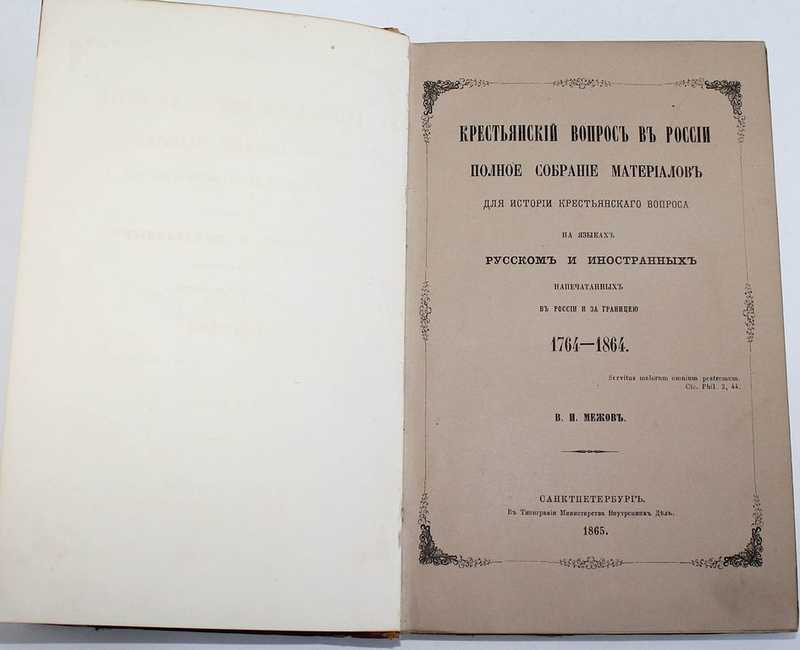 КРЕСТЬЯНСКІЙ ВОПРОСЪ ВЪ РОССІИ
ПОЛНОЕ СОБРАНІЕ МАТЕРІАЛОВЪ
ДЛЯ ИСТОРІИ КРЕСТЬЯНСКАГО ВОПРОСА
НА ЯЗЫКАХЪ
РУССКОМЪ И ИНОСТРАННЫХЪ
НАПЕЧАТАННЫХЪ
ВЪ РОССІИ И ЗА ГРАНИЦЕЮ
1764—1864.
Servitus malorum omnium postremum.
Cic. Phil. 2, 44.
В. И. МЕЖОВЪ.
САНКТПЕТЕРБУРГЪ.
Въ Типографіи Министерства Внутреннихъ Дѣлъ.
1865.